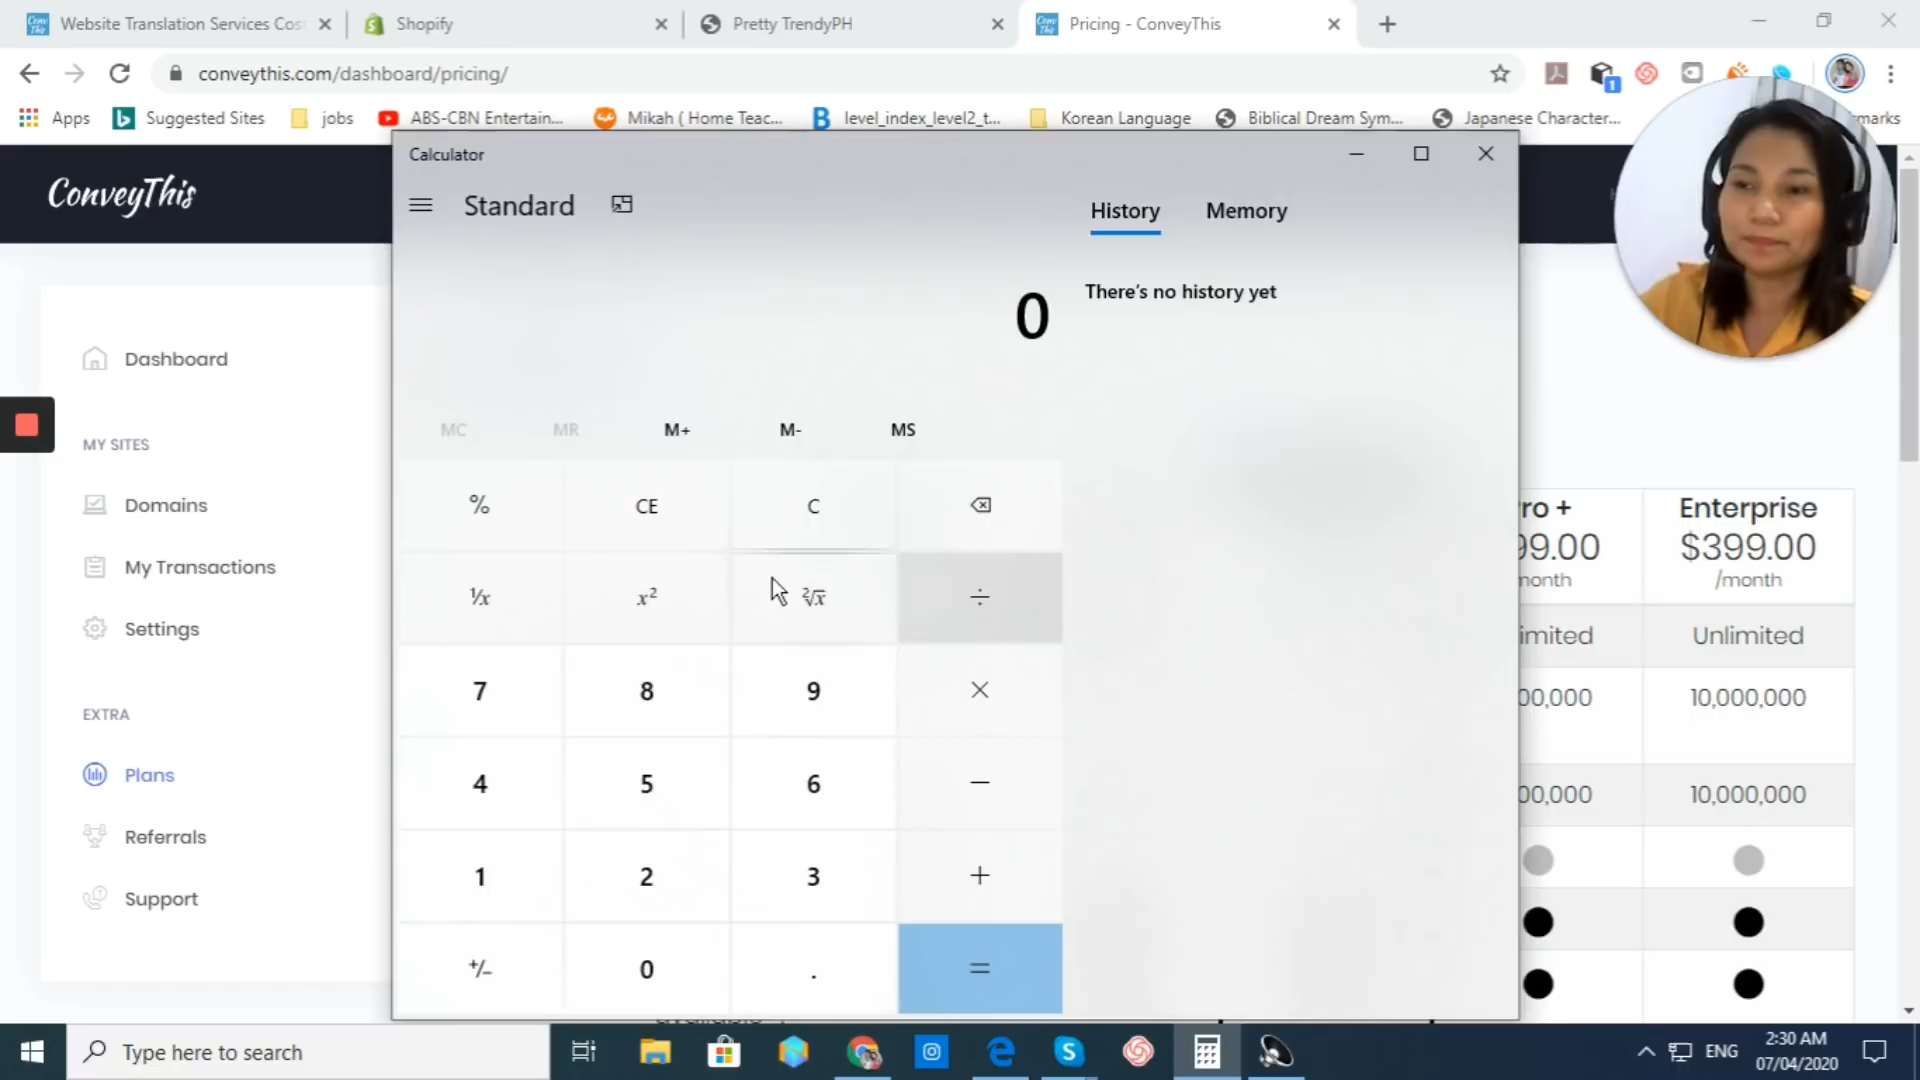 Website Translation Services Cos
Shopify
Pretty TrendyPH
Pricing - ConveyThis
conveythis.com/dashboard/pricing/
1
Apps
Suggested Sites
jobs
ABS-CBN Entertain...
Mikah ( Home Teac...
level_index_level2_t...
Korean Language
Biblical Dream Sym...
Japanese Character...
marks
ConveyThis
Dashboard
MY SITES
Domains
My Transactions
Settings
EXTRA
Plans
Referrals
Support
Calculator
Standard
History
Memory
0
There's no history yet
MC MR M+ M- MS
% CE C
¹/x x² ²√x ÷
7 8 9 ×
4 5 6 −
1 2 3 +
+/− 0 . =
ro +
99.00
month
imited
00,000
00,000
Enterprise
$399.00
/month
Unlimited
10,000,000
10,000,000
Type here to search
ENG
2:30 AM
07/04/2020